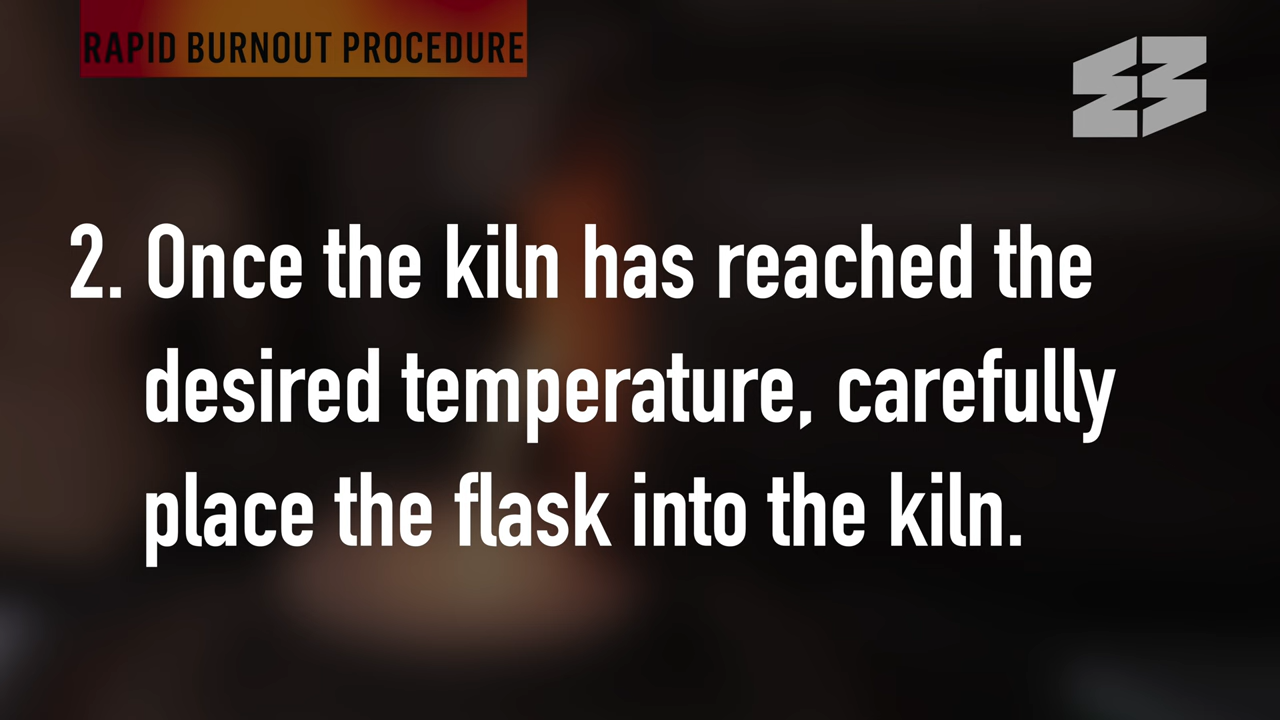 RAPID BURNOUT PROCEDURE
2. Once the kiln has reached the
desired temperature, carefully
place the flask into the kiln.